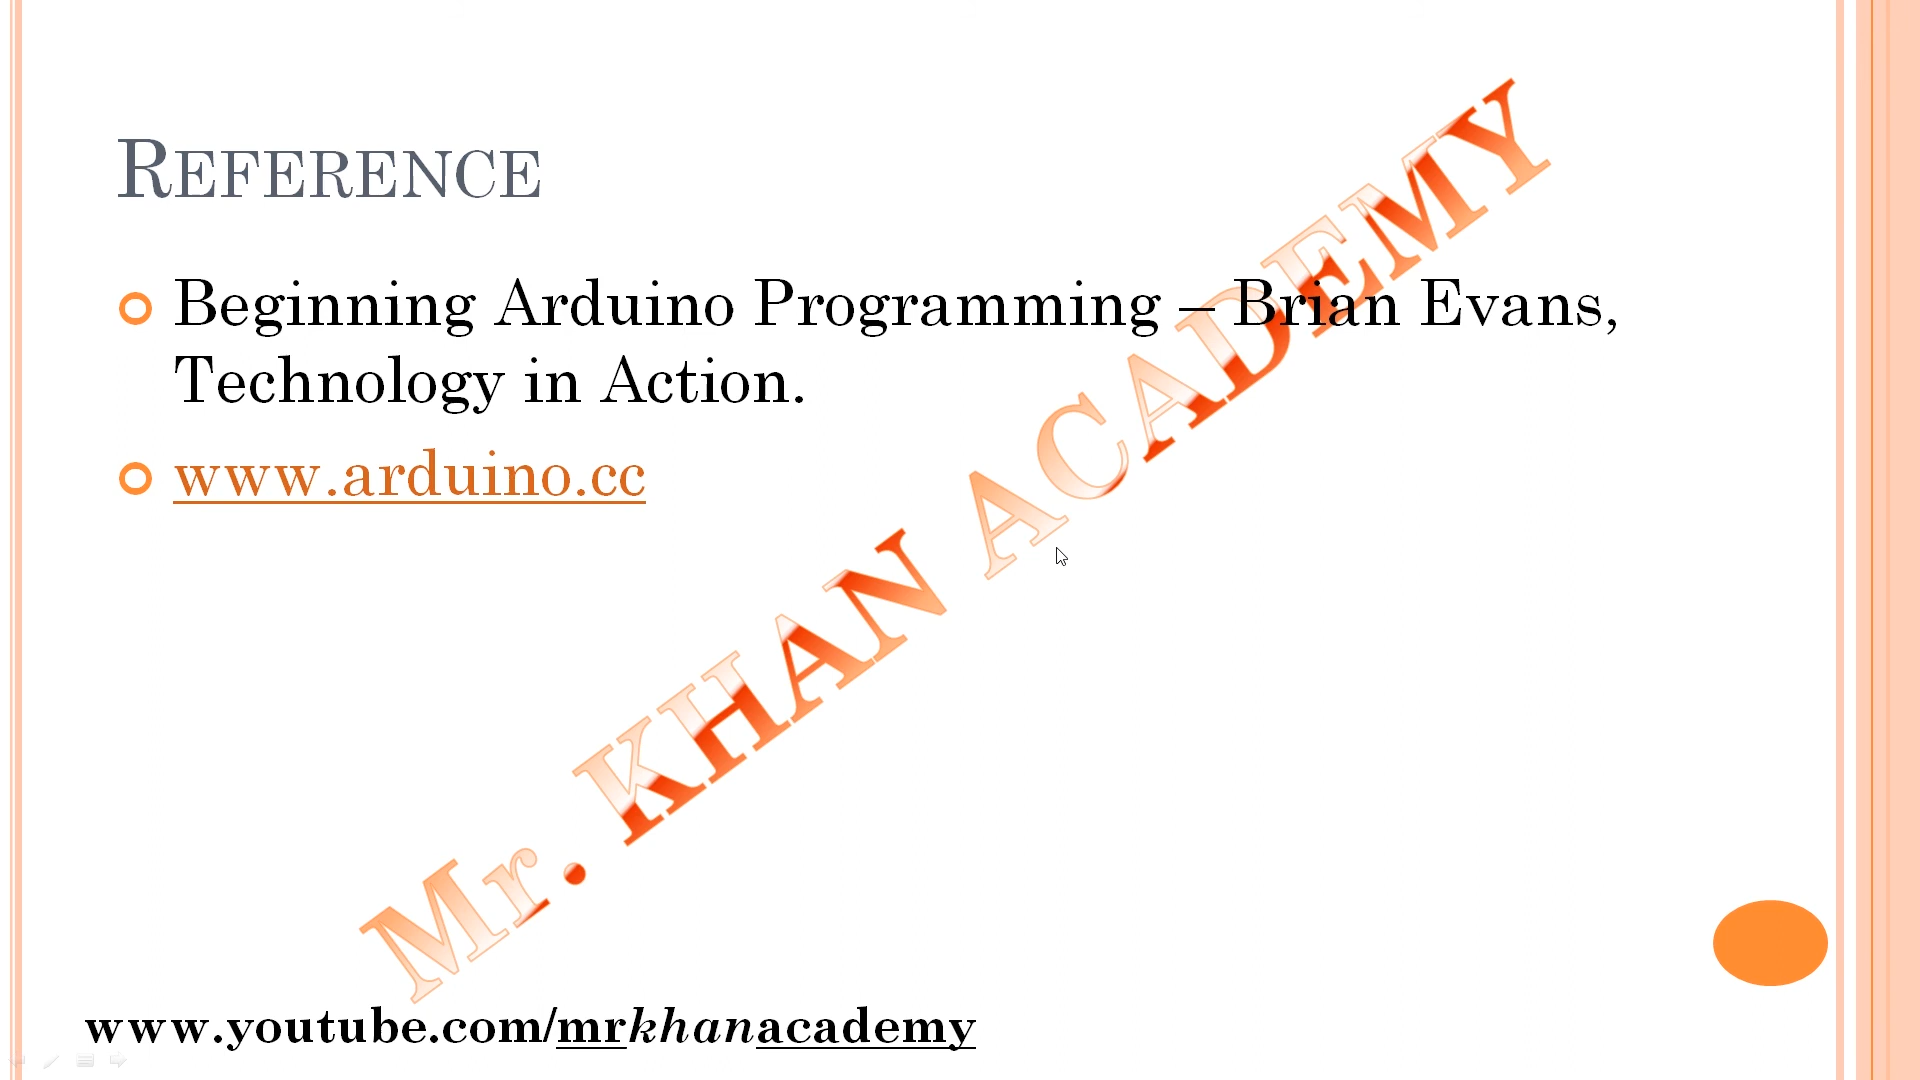 REFERENCE
Beginning Arduino Programming – Brian Evans,
Technology in Action.
www.arduino.cc
Mr. KHAN ACADEMY
www.youtube.com/mrkhanacademy